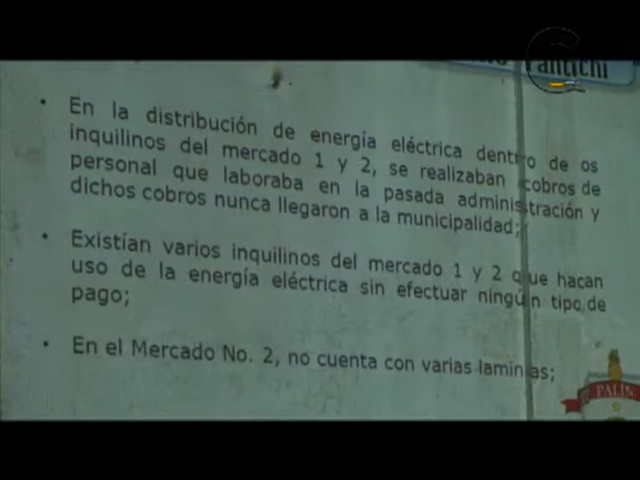 Tantichi
• En la distribución de energía eléctrica dentro de os
inquilinos del mercado 1 y 2, se realizaban cobros de
personal que laboraba en la pasada administración y
dichos cobros nunca llegaron a la municipalidad;
• Existían varios inquilinos del mercado 1 y 2 que hacan
uso de la energía eléctrica sin efectuar ningún tipo de
pago;
• En el Mercado No. 2, no cuenta con varias laminas;